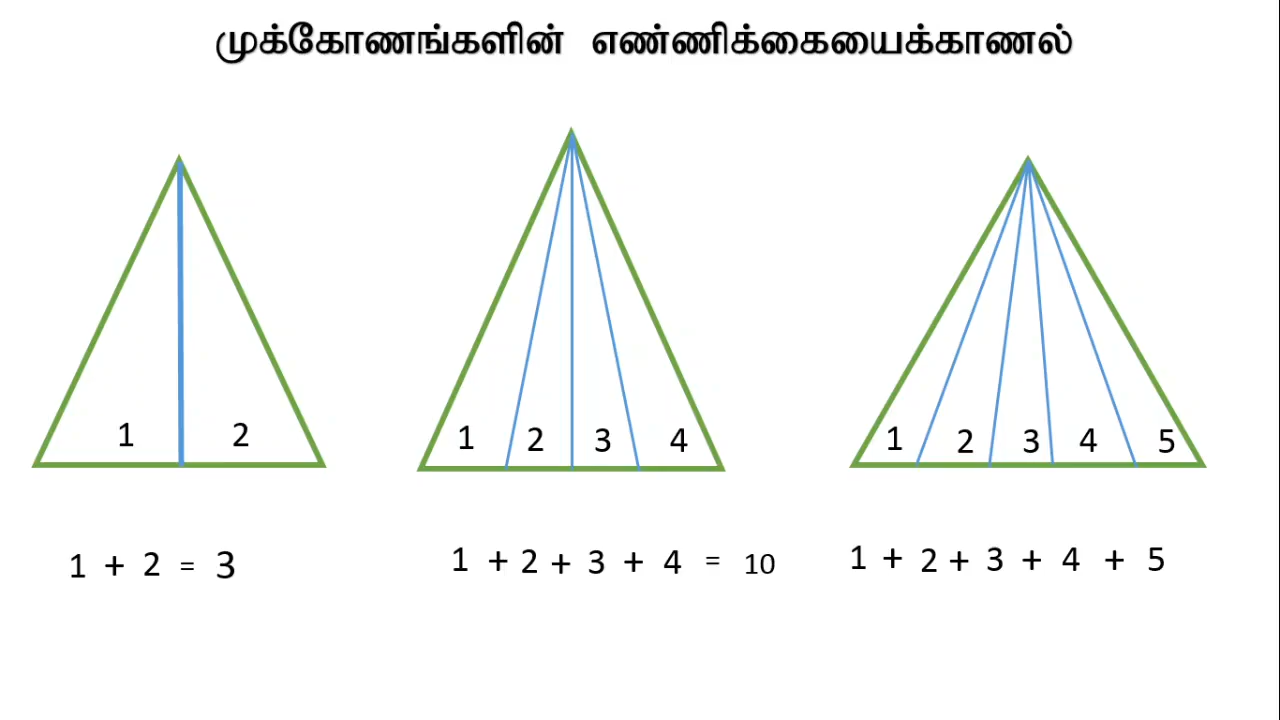 முக்கோணங்களின் எண்ணிக்கையைக்காணல்
1 2
1 2 3 4
1 2 3 4 5
1 + 2 = 3
1 + 2 + 3 + 4 = 10
1 + 2 + 3 + 4 + 5